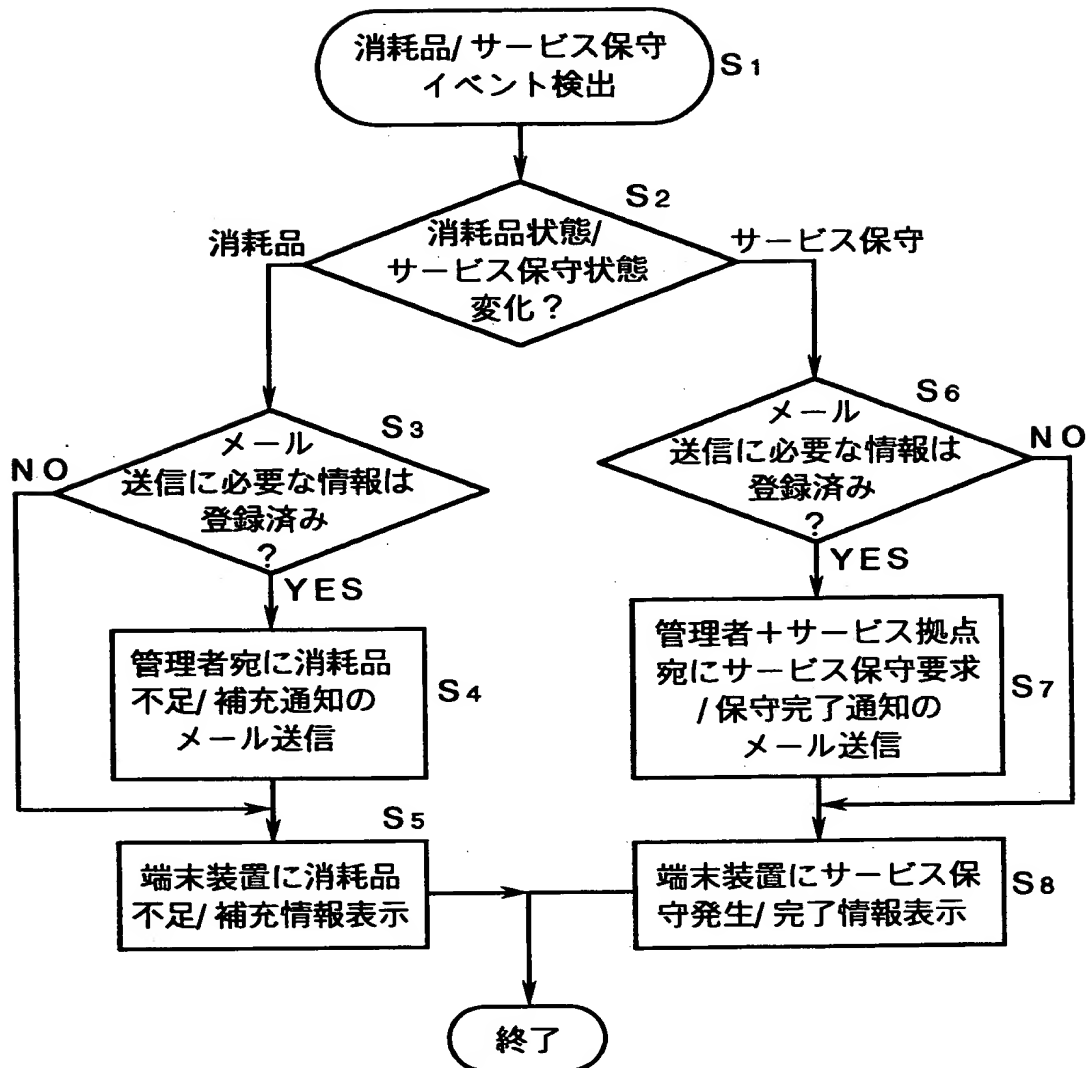 消耗品/サービス保守
イベント検出
S1
S2
消耗品状態/
サービス保守状態
変化?
消耗品
サービス保守
S3
メール
送信に必要な情報は
登録済み
?
NO
YES
S6
メール
送信に必要な情報は
登録済み
?
NO
YES
管理者宛に消耗品
不足/補充通知の
メール送信
S4
管理者+サービス拠点
宛にサービス保守要求
/保守完了通知の
メール送信
S7
S5
端末装置に消耗品
不足/補充情報表示
端末装置にサービス保
守発生/完了情報表示
S8
終了